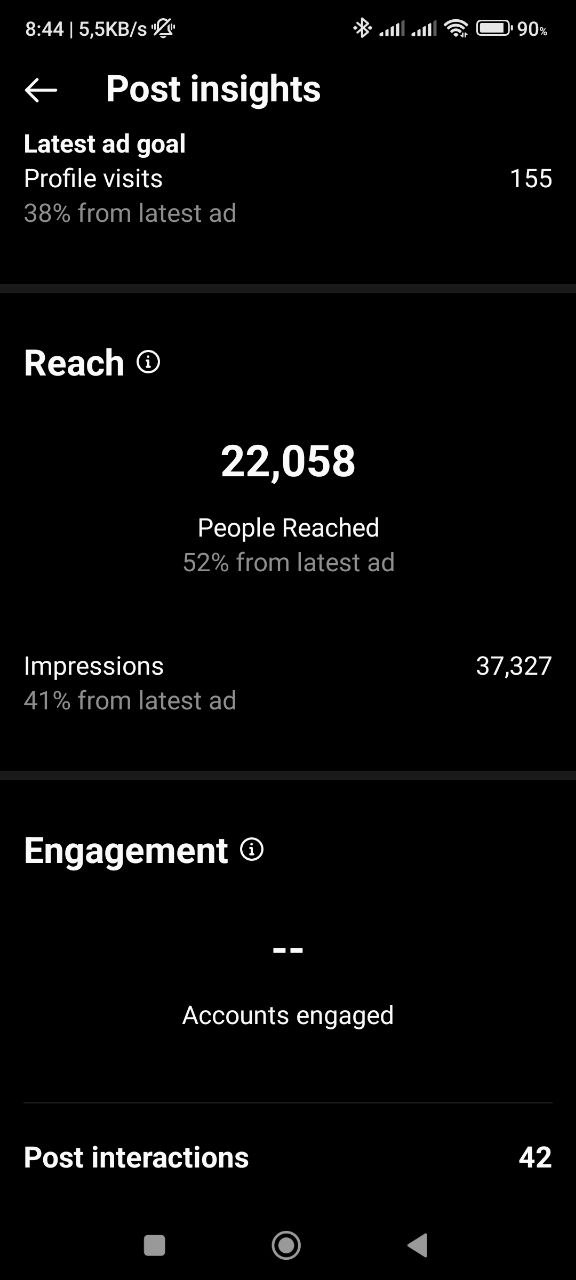 8:44 | 5,5KB/s 90%
Post insights
Latest ad goal
Profile visits 155
38% from latest ad
Reach
22,058
People Reached
52% from latest ad
Impressions 37,327
41% from latest ad
Engagement
--
Accounts engaged
Post interactions 42